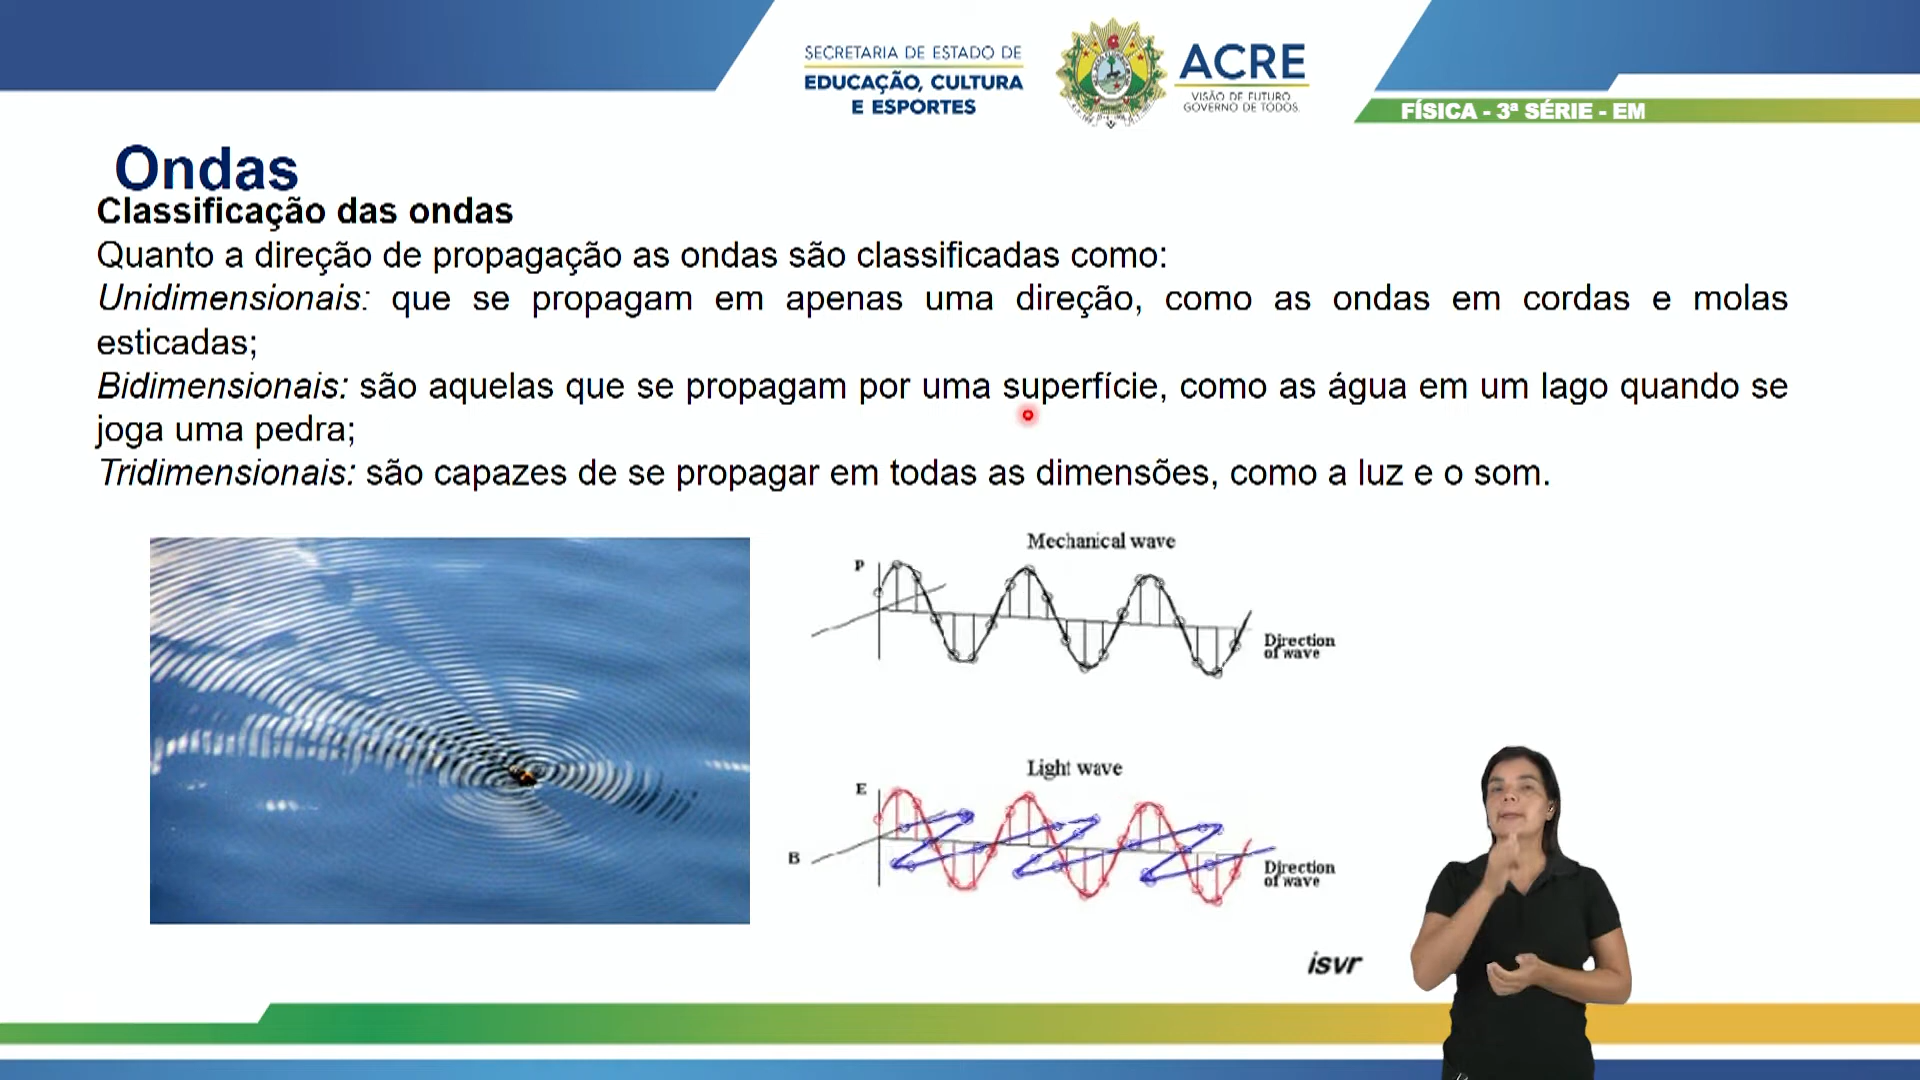 SECRETARIA DE ESTADO DE
EDUCAÇÃO, CULTURA
E ESPORTES
ACRE
VISÃO DE FUTURO
GOVERNO DE TODOS
FÍSICA - 3ª SÉRIE - EM
Ondas
Classificação das ondas
Quanto a direção de propagação as ondas são classificadas como:
Unidimensionais: que se propagam em apenas uma direção, como as ondas em cordas e molas
esticadas;
Bidimensionais: são aquelas que se propagam por uma superfície, como as água em um lago quando se
joga uma pedra;
Tridimensionais: são capazes de se propagar em todas as dimensões, como a luz e o som.
Mechanical wave
P
Direction
of wave
Light wave
E
B
Direction
of wave
isvr